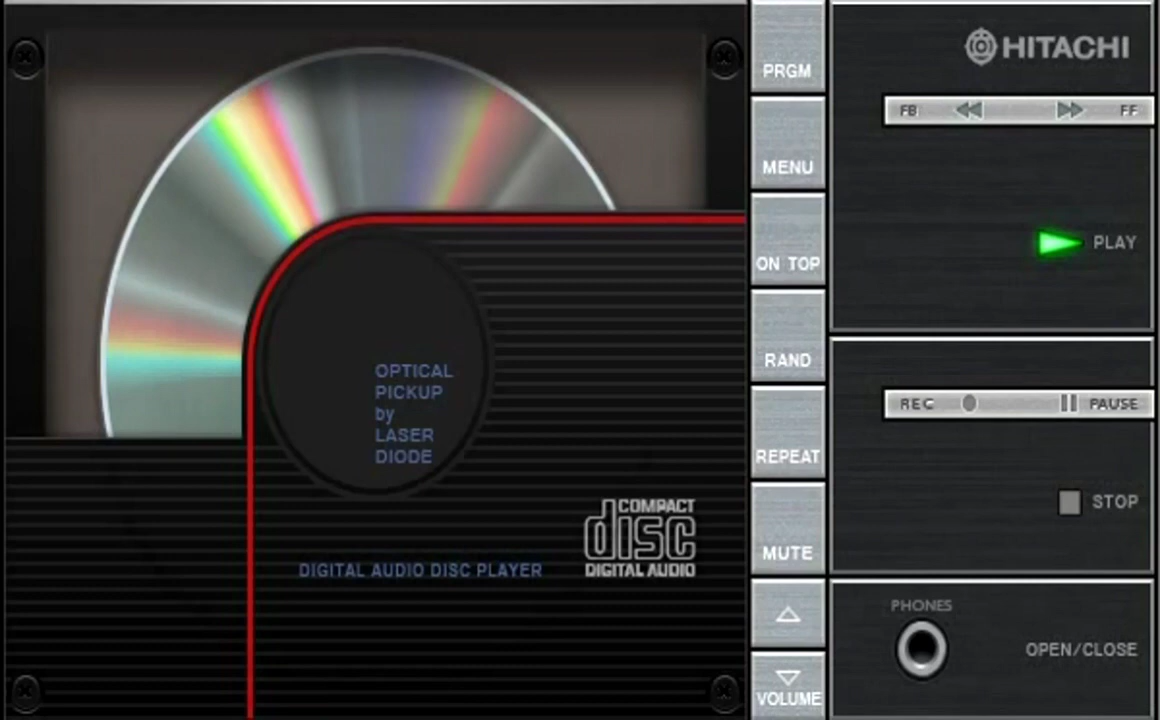 PRGM
MENU
ON TOP
RAND
REPEAT
MUTE
VOLUME
HITACHI
FB FF
PLAY
REC PAUSE
STOP
PHONES
OPEN/CLOSE
OPTICAL
PICKUP
by
LASER
DIODE
DIGITAL AUDIO DISC PLAYER
COMPACT
disc
DIGITAL AUDIO